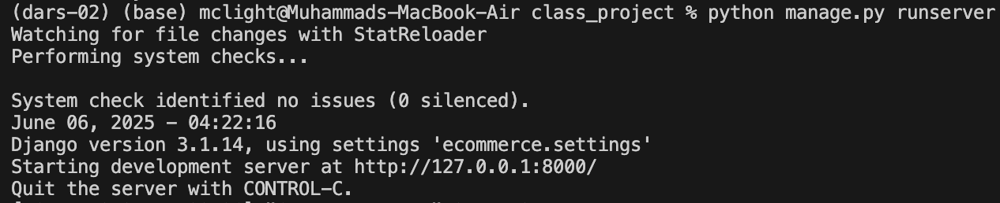 (dars-02) (base) mclight@Muhammads-MacBook-Air class_project % python manage.py runserver
Watching for file changes with StatReloader
Performing system checks...
System check identified no issues (0 silenced).
June 06, 2025 - 04:22:16
Django version 3.1.14, using settings 'ecommerce.settings'
Starting development server at http://127.0.0.1:8000/
Quit the server with CONTROL-C.